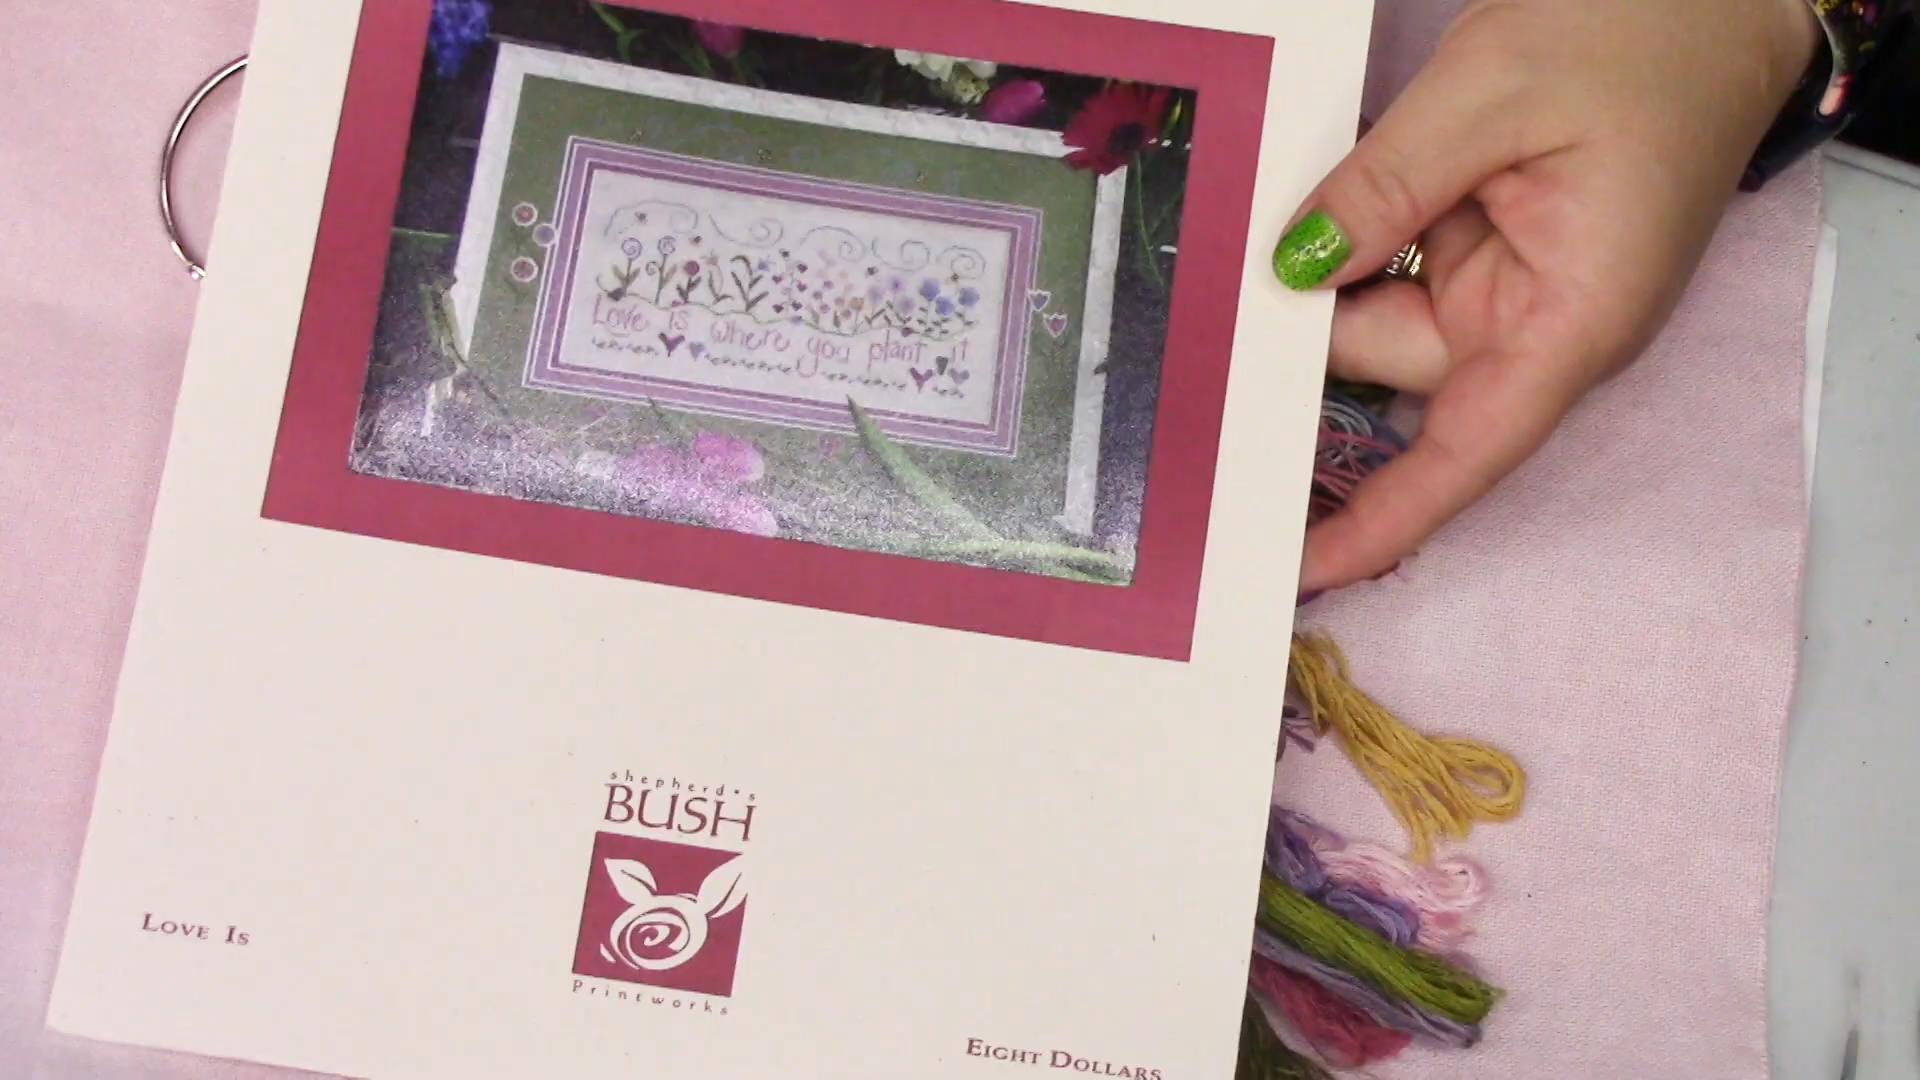 Love is where you plant it
shepherd's
BUSH
Printworks
LOVE IS
EIGHT DOLLARS